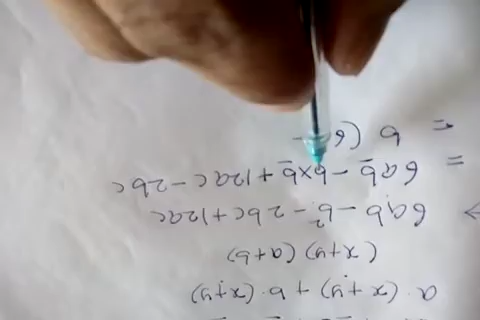 a.(x+y) + b.(x+y)
(x+y)(a+b)
6ab - b² - 2bc + 12ac
= 6ab - b×b + 12ac - 2bc
= b (6